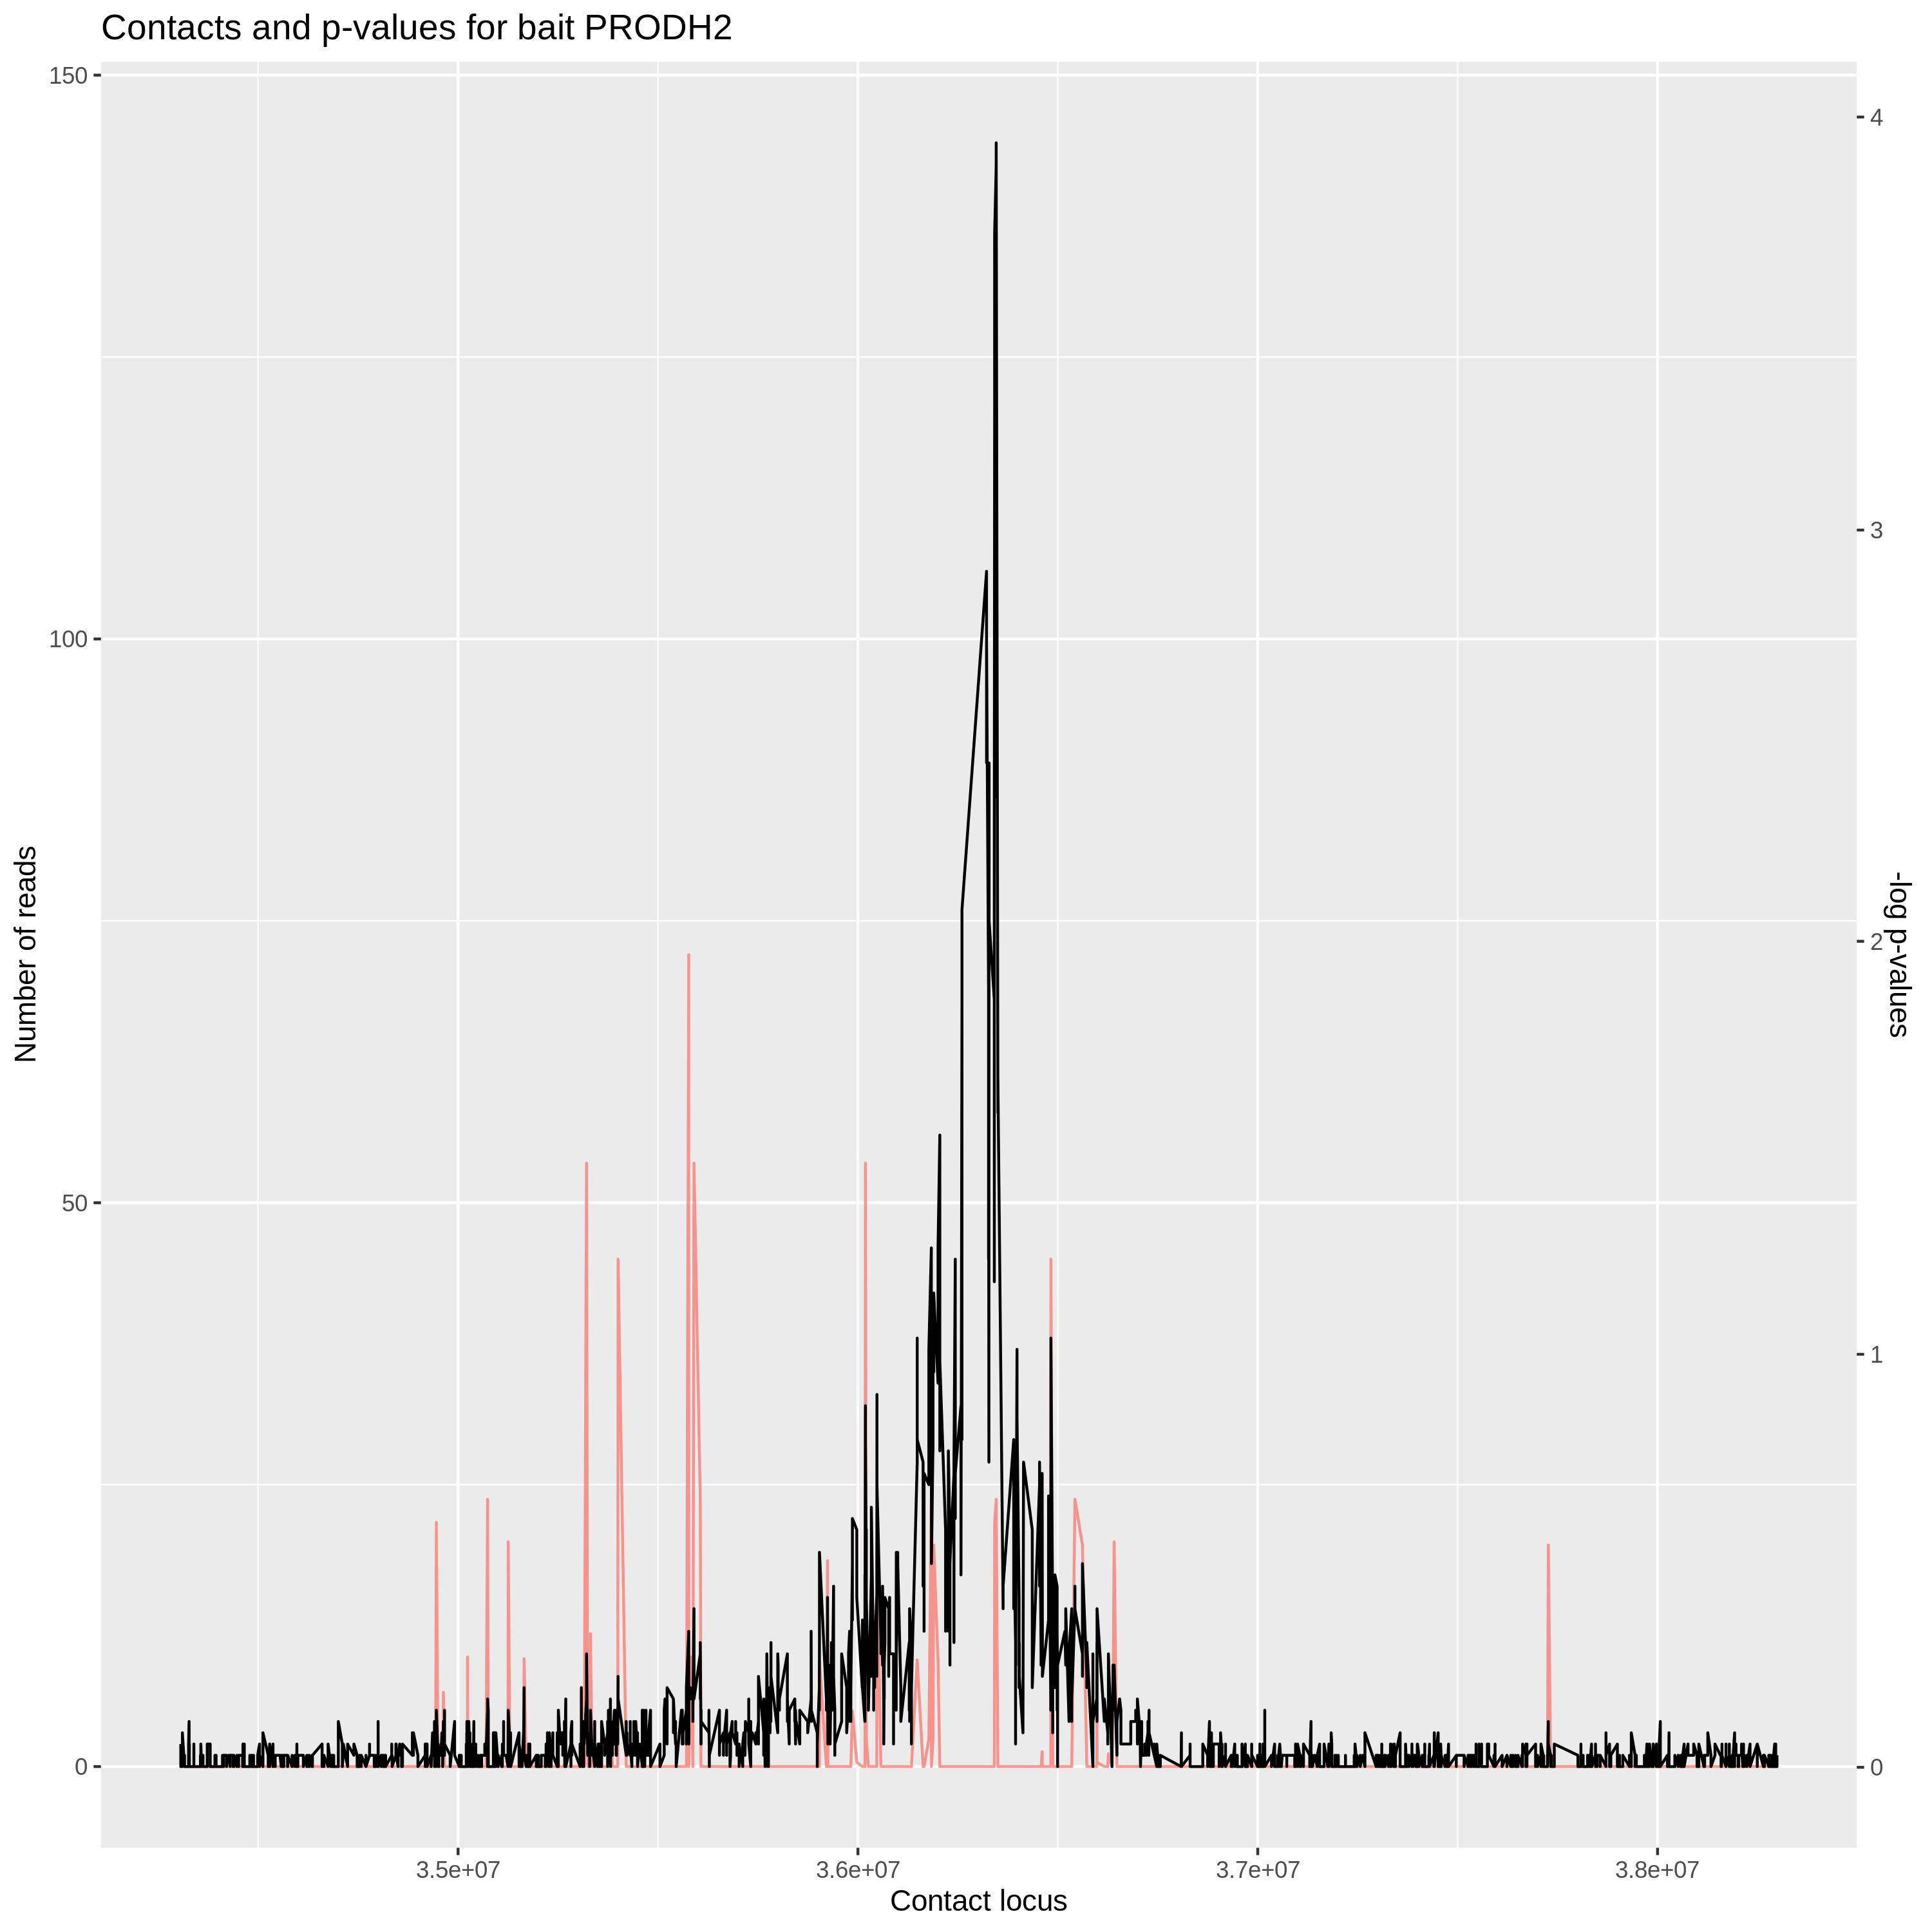 Contacts and p-values for bait PRODH2
150
100
50
0
Number of reads
4
3
2
1
0
-log p-values
3.5e+07
3.6e+07
3.7e+07
3.8e+07
Contact locus